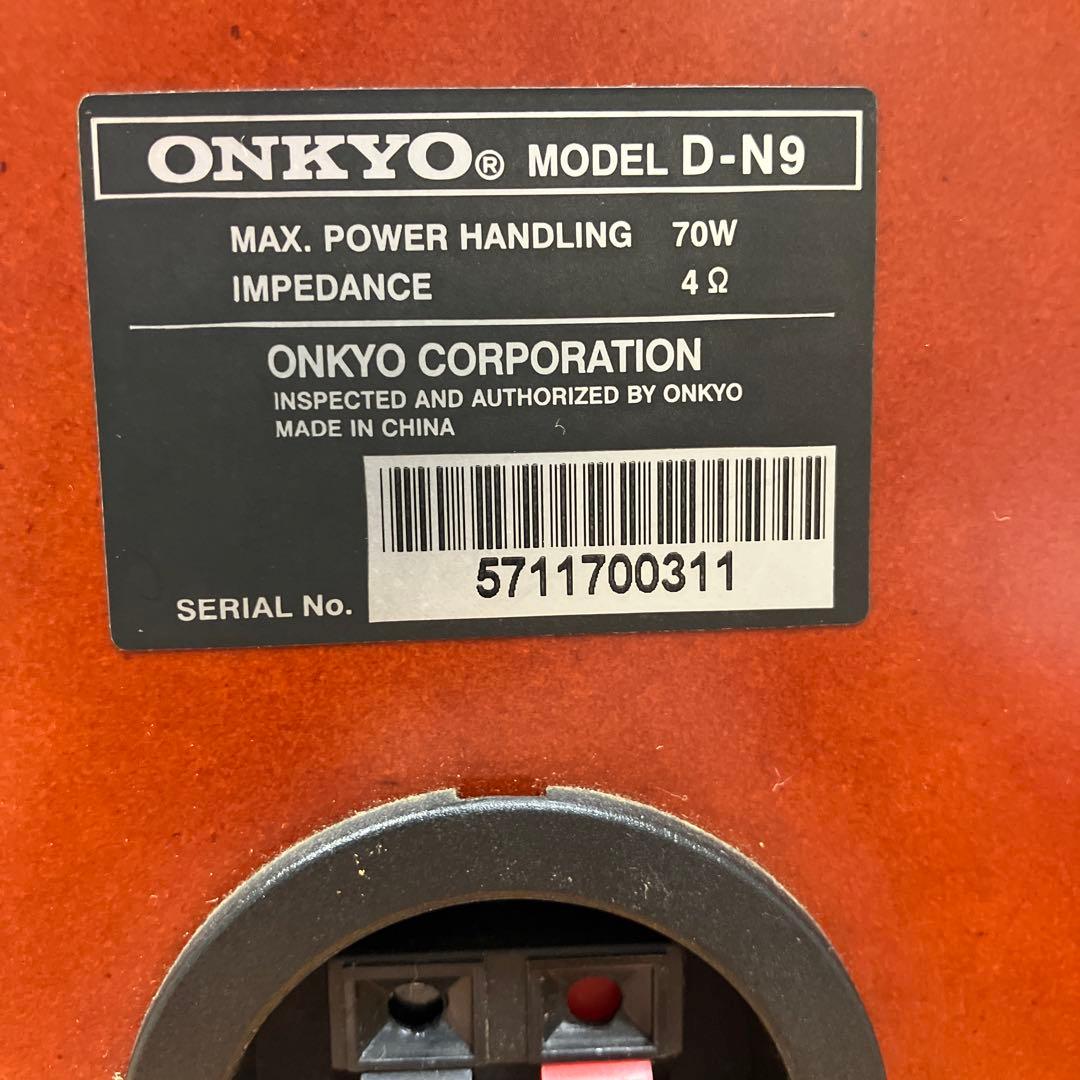 ONKYO® MODEL D-N9
MAX. POWER HANDLING 70W
IMPEDANCE 4 Ω
ONKYO CORPORATION
INSPECTED AND AUTHORIZED BY ONKYO
MADE IN CHINA
5711700311
SERIAL No.